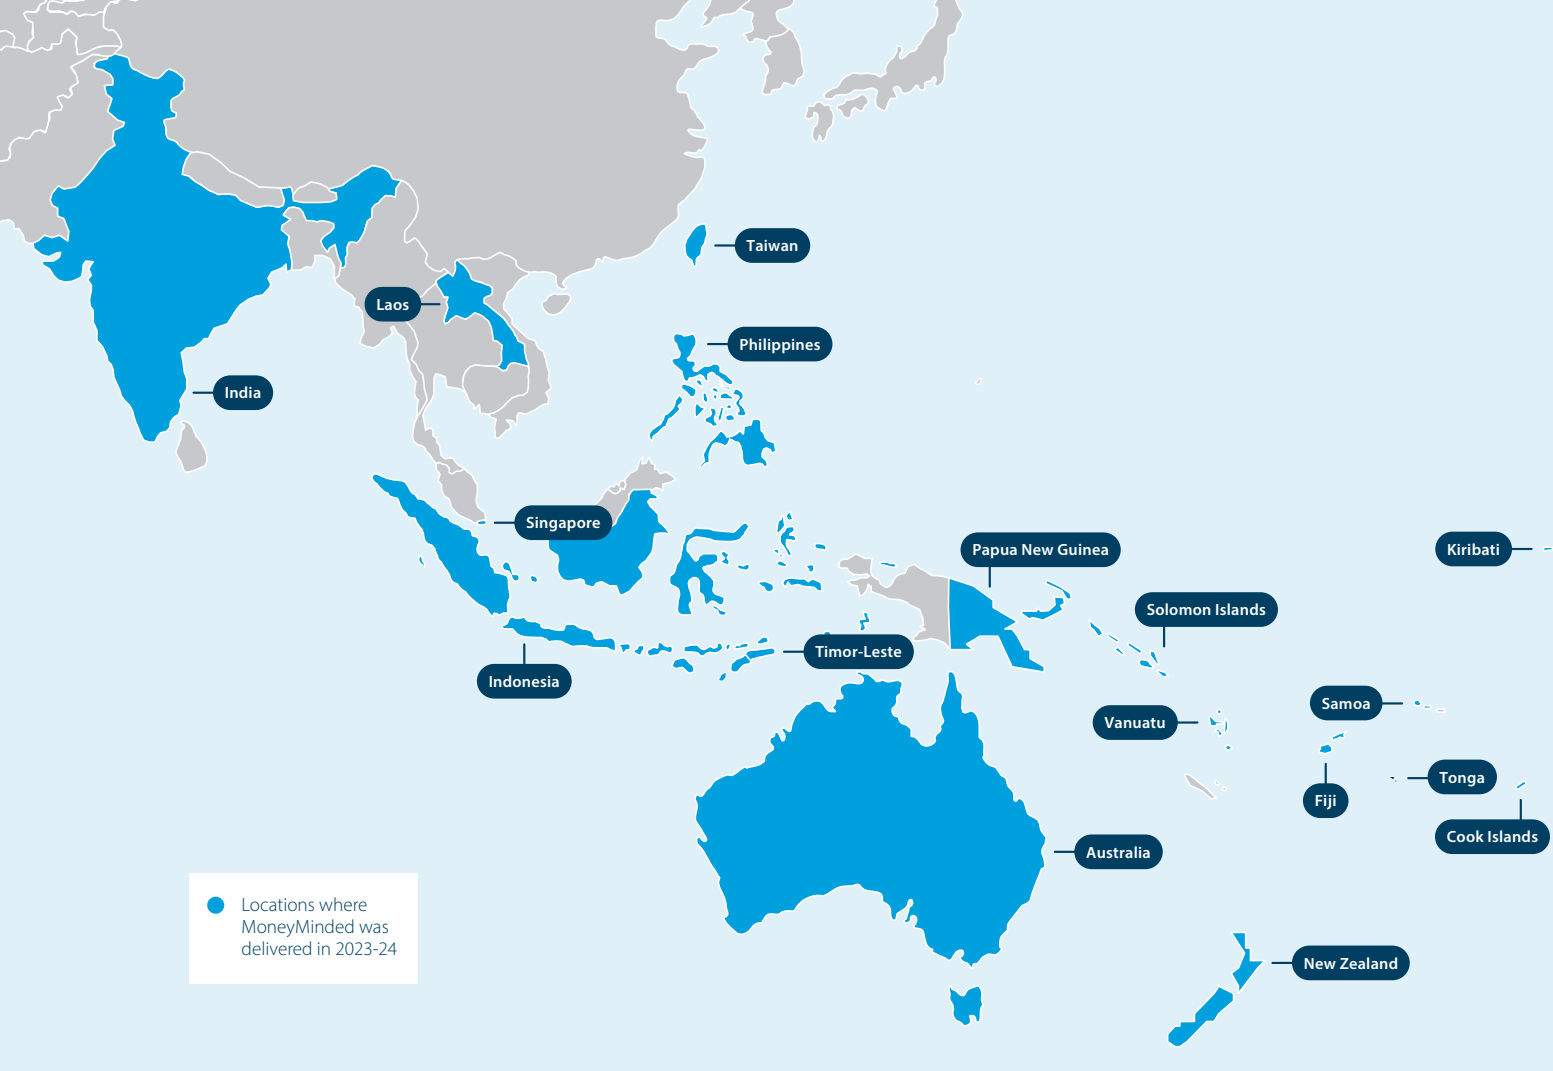 Taiwan
Laos
Philippines
India
Singapore
Papua New Guinea
Kiribati
Solomon Islands
Timor-Leste
Indonesia
Samoa
Vanuatu
Tonga
Fiji
Cook Islands
Australia
Locations where
MoneyMinded was
delivered in 2023-24
New Zealand